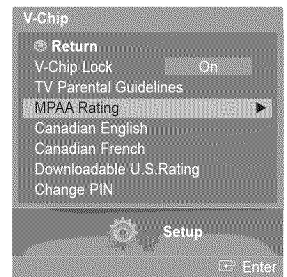 V-Chip
Return
V-Chip Lock On
TV Parental Guidelines
MPAA Rating
Canadian English
Canadian French
Downloadable U.S.Rating
Change PIN
Setup
Enter